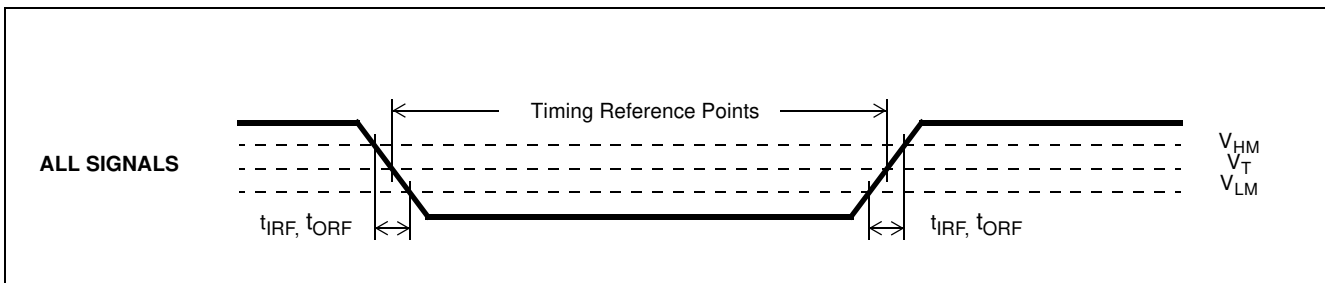 Timing Reference Points
ALL SIGNALS
V_HM
V_T
V_LM
t_IRF, t_ORF
t_IRF, t_ORF